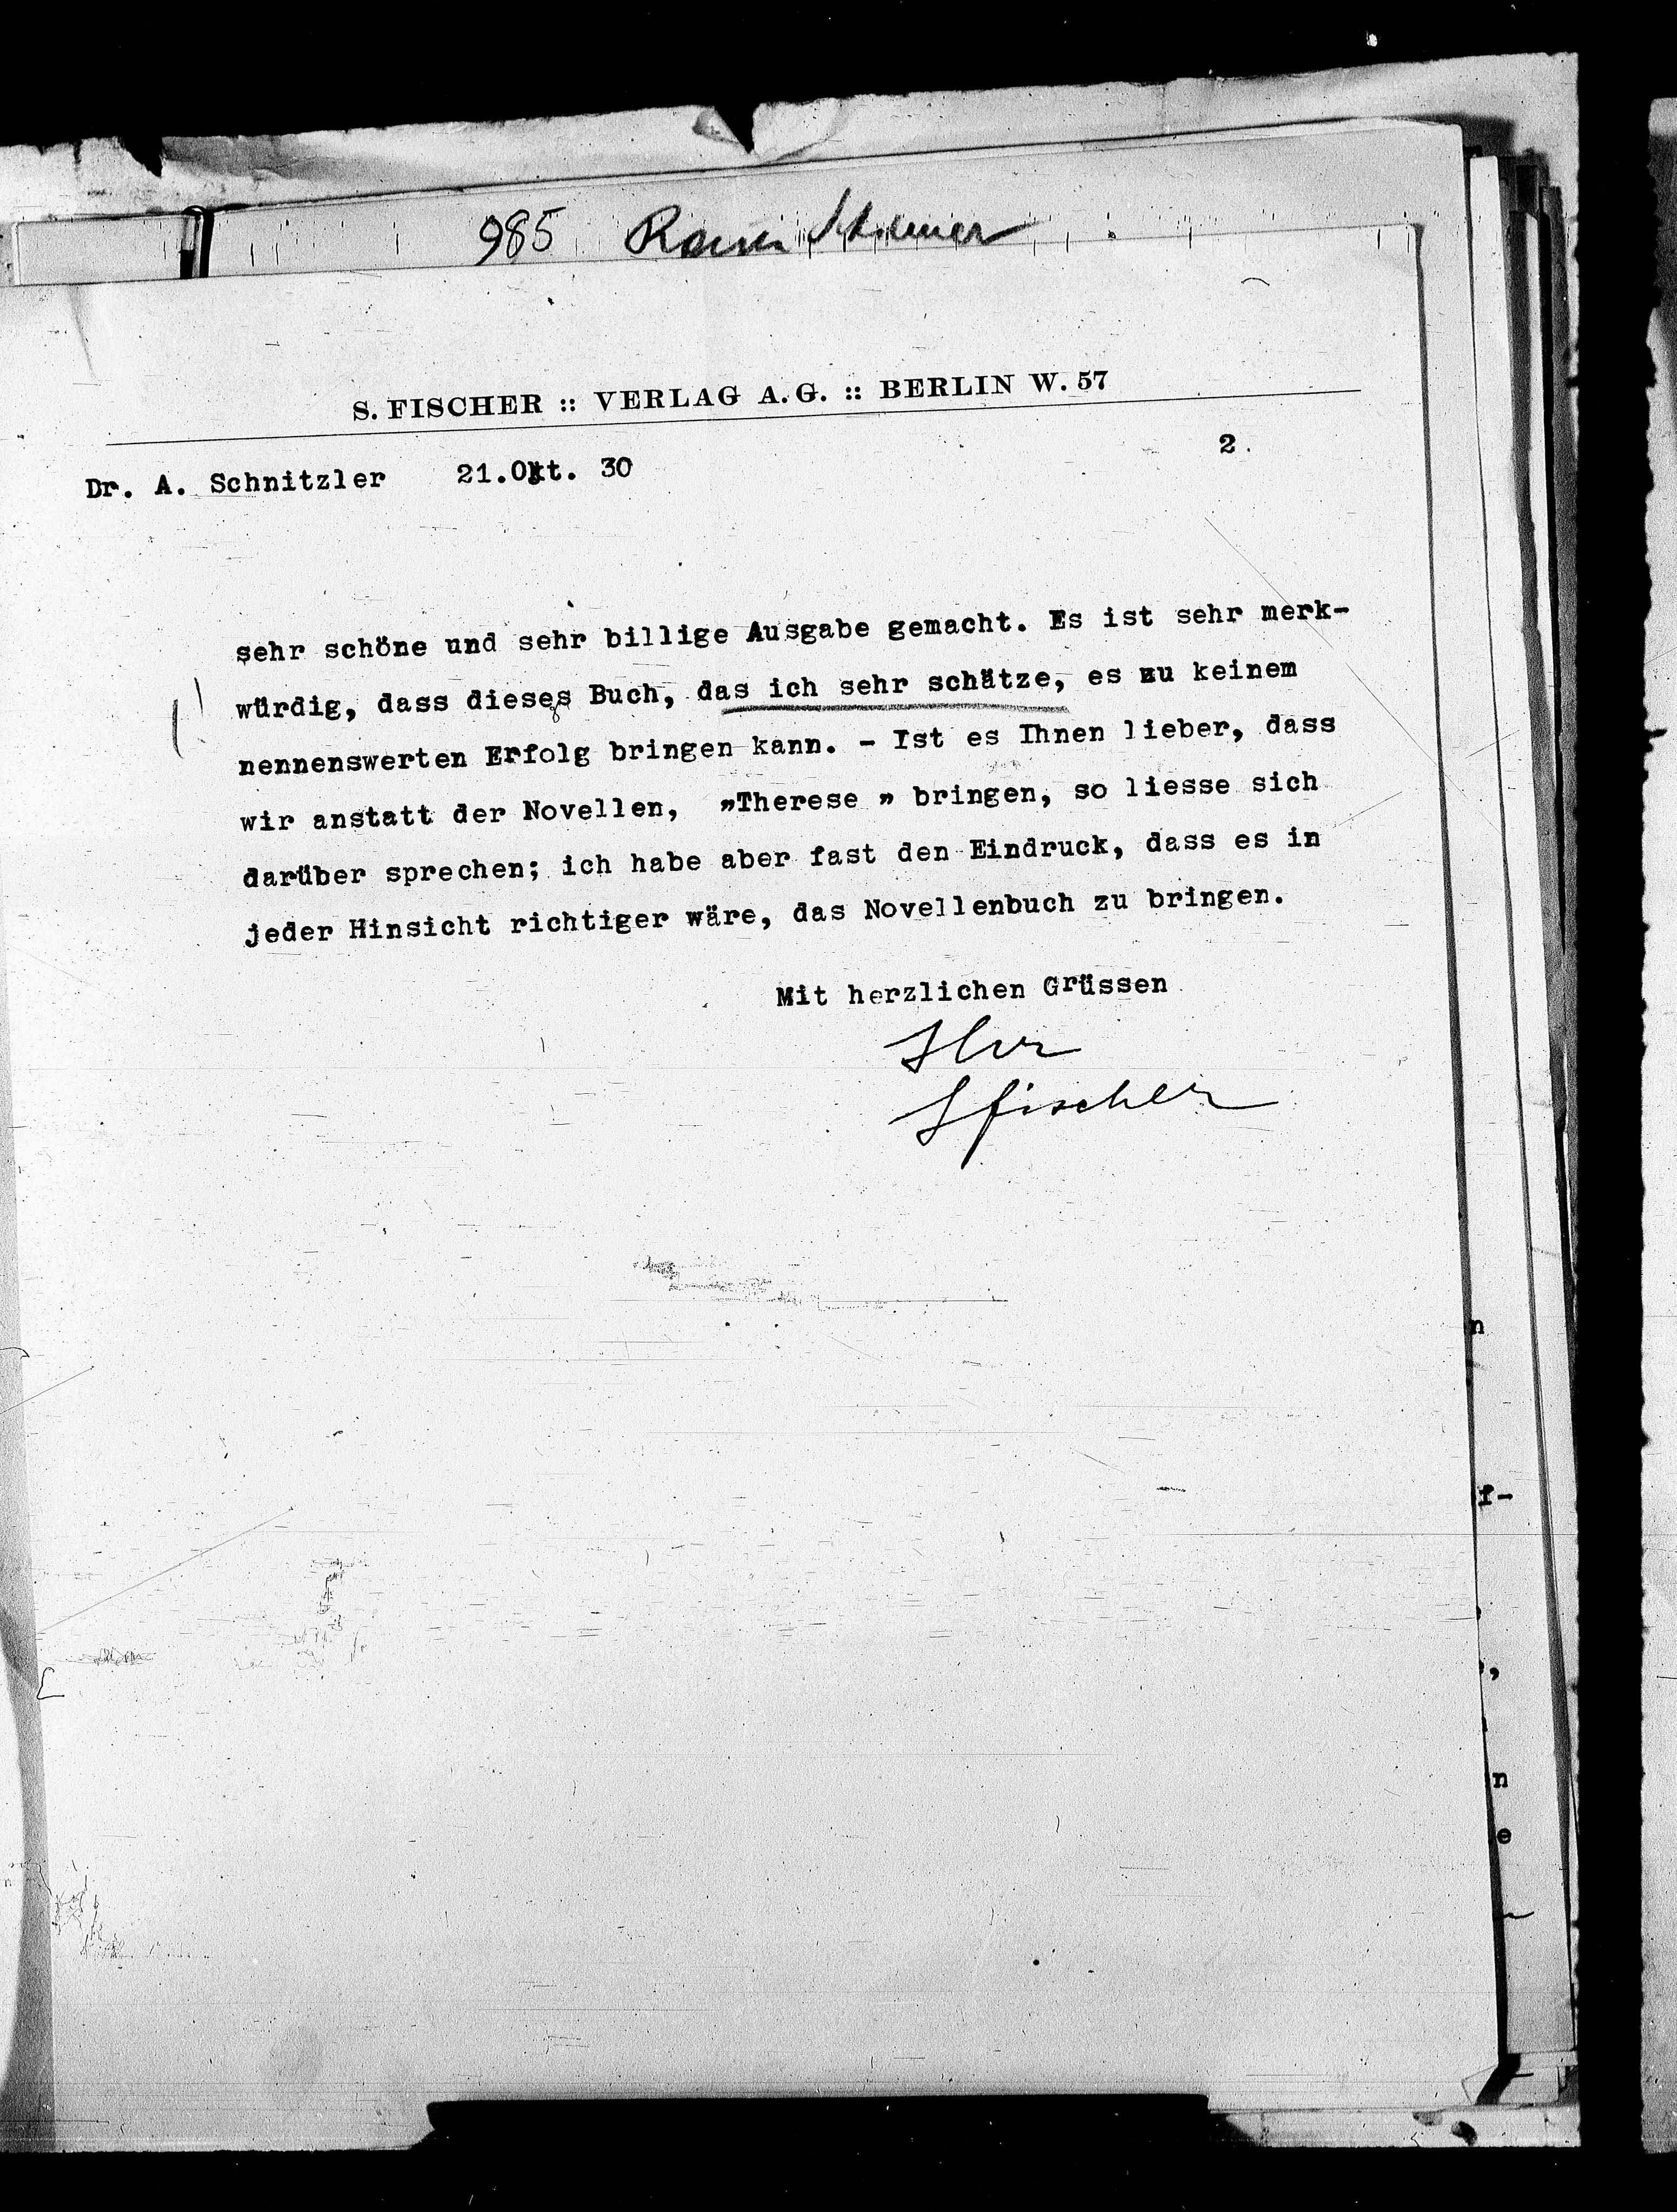 985
S. FISCHER :: VERLAG A.G. :: BERLIN W. 57
2.
Dr. A. Schnitzler 21.Okt. 30
sehr schöne und sehr billige Ausgabe gemacht. Es ist sehr merk-
würdig, dass dieses Buch, das ich sehr schätze, es zu keinem
nennenswerten Erfolg bringen kann. - Ist es Ihnen lieber, dass
wir anstatt der Novellen, „Therese „ bringen, so liesse sich
darüber sprechen; ich habe aber fast den Eindruck, dass es in
jeder Hinsicht richtiger wäre, das Novellenbuch zu bringen.
Mit herzlichen Grüssen
Ihr
SFischer
n
f-
,
n
e